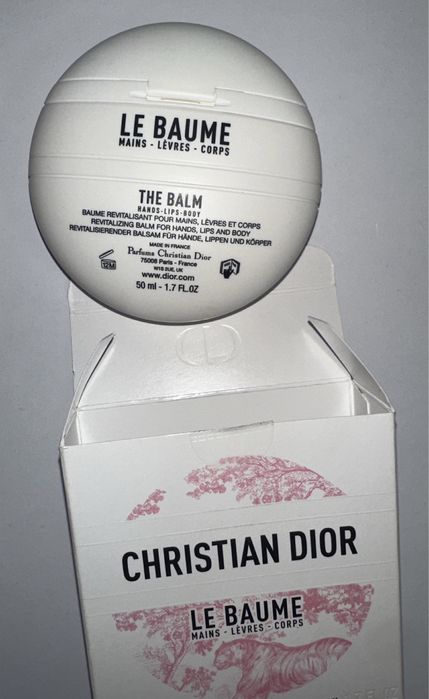 LE BAUME
MAINS - LÈVRES - CORPS
THE BALM
HANDS-LIPS-BODY
BAUME REVITALISANT POUR MAINS, LÈVRES ET CORPS
REVITALIZING BALM FOR HANDS, LIPS AND BODY
REVITALISIERENDER BALSAM FÜR HÄNDE, LIPPEN UND KÖRPER
MADE IN FRANCE
Parfums Christian Dior
75008 Paris - France
W1S 2UE, UK
12M
www.dior.com
50 ml - 1.7 FL.OZ
CHRISTIAN DIOR
LE BAUME
MAINS - LÈVRES - CORPS